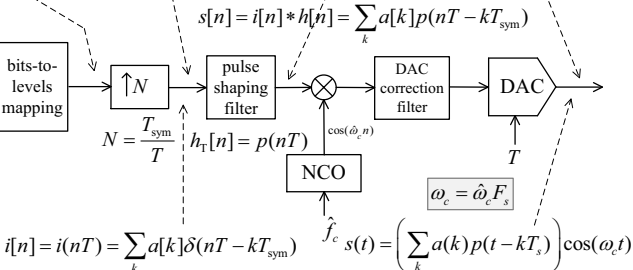 s[n] = i[n] * h[n] = ∑_k a[k] p(nT − kT_sym)
bits-to-
levels
mapping
↑N
pulse
shaping
filter
DAC
correction
filter
DAC
N = T_sym / T
h_T[n] = p(nT)
cos(ω̂_c n)
NCO
T
ω_c = ω̂_c F_s
f̂_c
i[n] = i(nT) = ∑_k a[k] δ(nT − kT_sym)
s(t) = (∑_k a(k) p(t − kT_s)) cos(ω_c t)